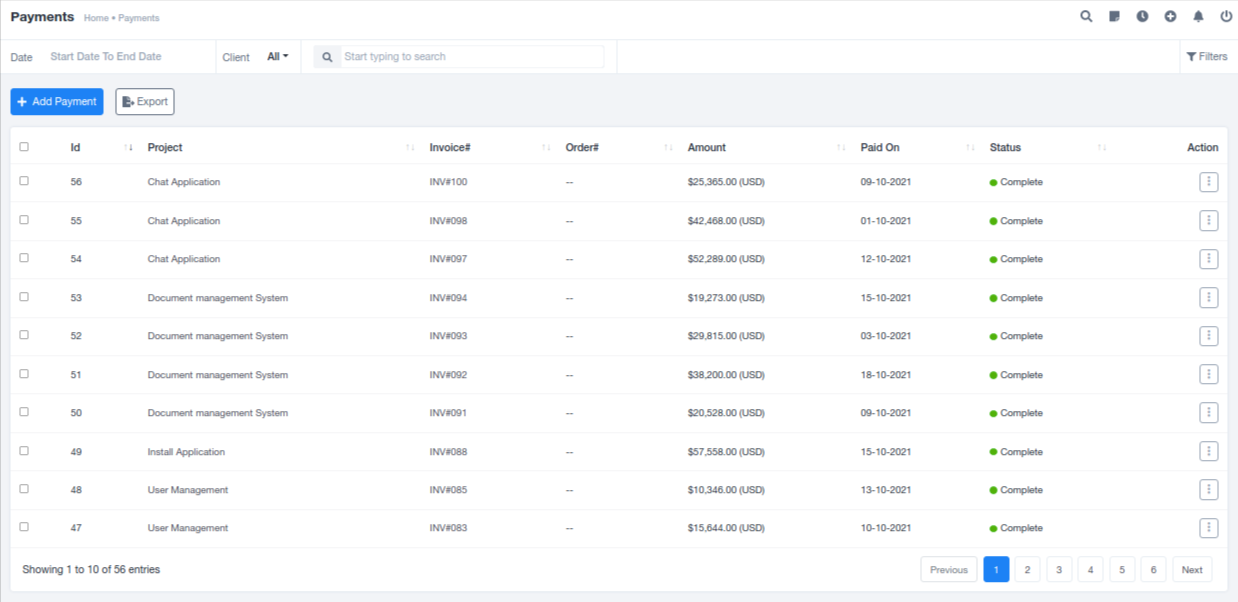 Payments Home • Payments
Date Start Date To End Date Client All Start typing to search Filters
+ Add Payment Export
Id ↑↓ Project ↑↓ Invoice# ↑↓ Order# ↑↓ Amount ↑↓ Paid On ↑↓ Status ↑↓ Action
56 Chat Application INV#100 -- $25,365.00 (USD) 09-10-2021 Complete
55 Chat Application INV#098 -- $42,468.00 (USD) 01-10-2021 Complete
54 Chat Application INV#097 -- $52,289.00 (USD) 12-10-2021 Complete
53 Document management System INV#094 -- $19,273.00 (USD) 15-10-2021 Complete
52 Document management System INV#093 -- $29,815.00 (USD) 03-10-2021 Complete
51 Document management System INV#092 -- $38,200.00 (USD) 18-10-2021 Complete
50 Document management System INV#091 -- $20,528.00 (USD) 09-10-2021 Complete
49 Install Application INV#088 -- $57,558.00 (USD) 15-10-2021 Complete
48 User Management INV#085 -- $10,346.00 (USD) 13-10-2021 Complete
47 User Management INV#083 -- $15,644.00 (USD) 10-10-2021 Complete
Showing 1 to 10 of 56 entries Previous 1 2 3 4 5 6 Next